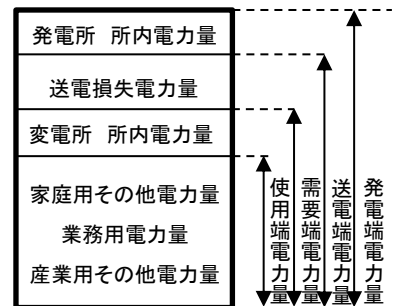 発電所 所内電力量
送電損失電力量
変電所 所内電力量
家庭用その他電力量
業務用電力量
産業用その他電力量
使用端電力量
需要端電力量
送電端電力量
発電端電力量